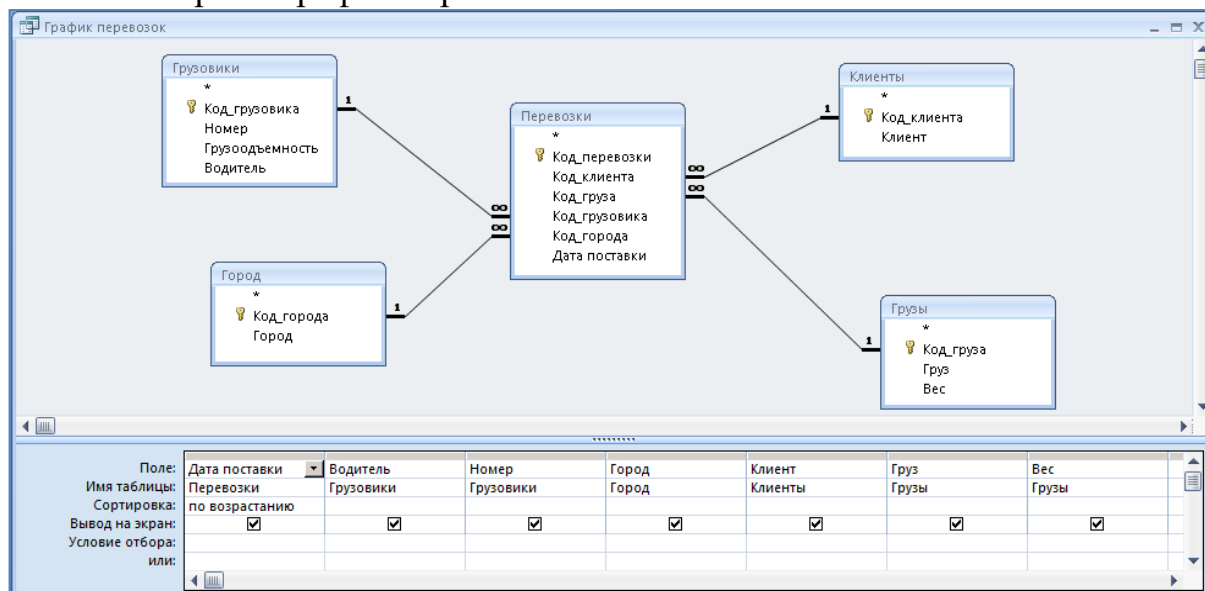 График перевозок
Грузовики
*
Код_грузовика
Номер
Грузоодъемность
Водитель
1
Перевозки
*
Код_перевозки
Код_клиента
Код_груза
Код_грузовика
Код_города
Дата поставки
∞
∞
∞
∞
Клиенты
*
Код_клиента
Клиент
1
Город
*
Код_города
Город
1
Грузы
*
Код_груза
Груз
Вес
1
Поле: Дата поставки Водитель Номер Город Клиент Груз Вес
Имя таблицы: Перевозки Грузовики Грузовики Город Клиенты Грузы Грузы
Сортировка: по возрастанию
Вывод на экран:
Условие отбора:
или: